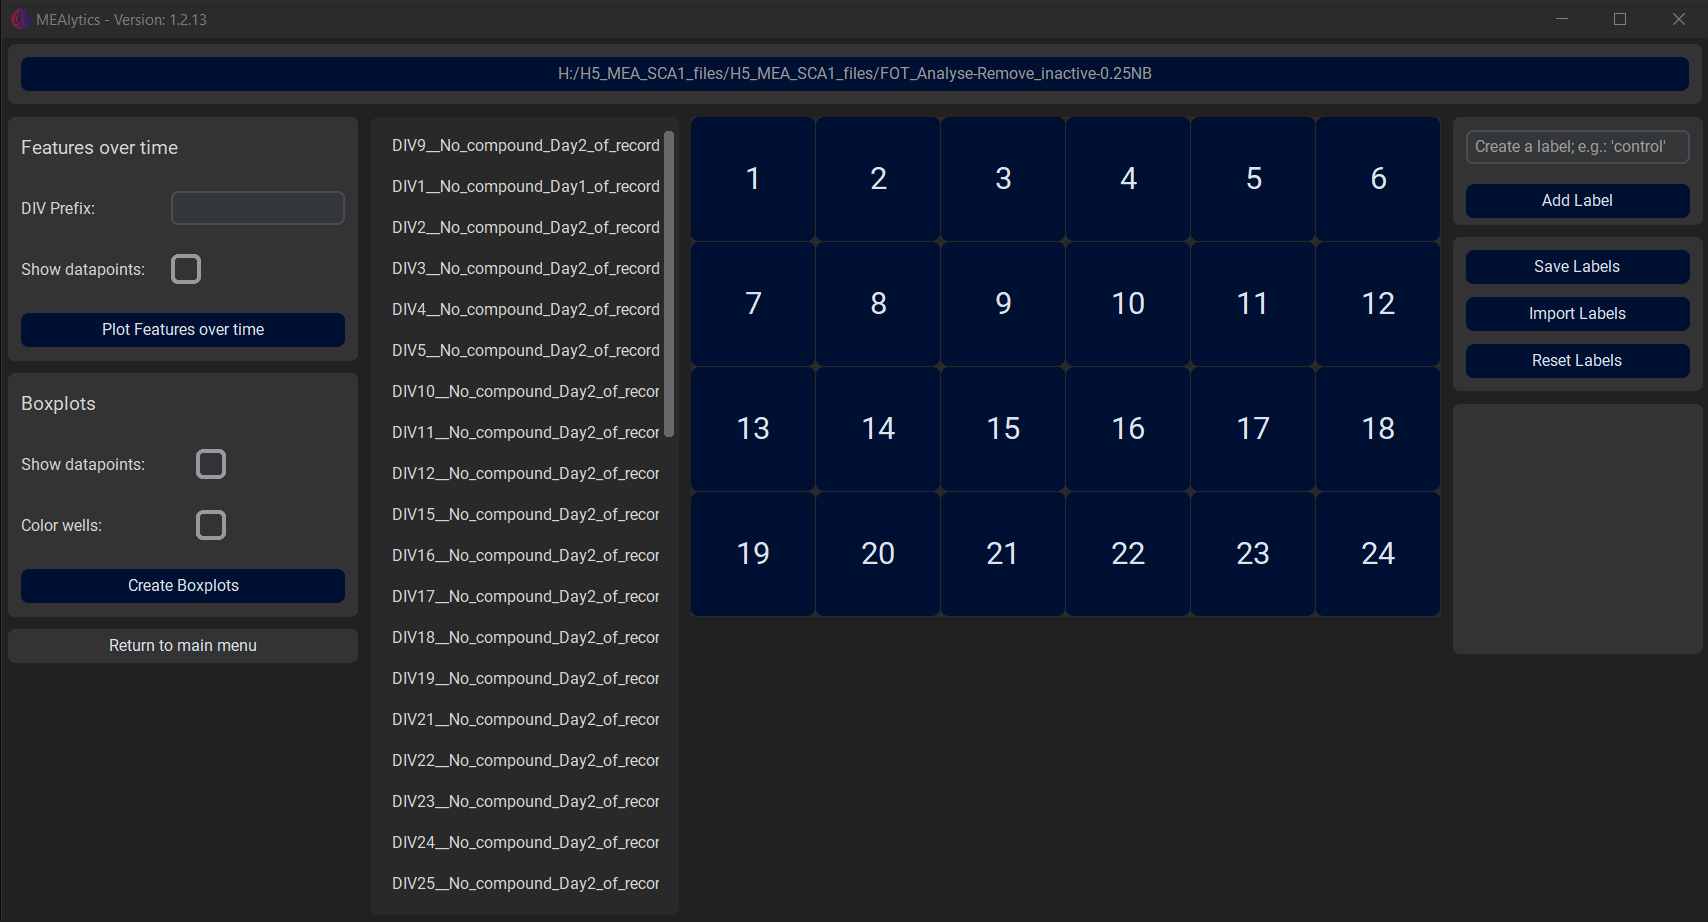 MEAlytics - Version: 1.2.13
H:/H5_MEA_SCA1_files/H5_MEA_SCA1_files/FOT_Analyse-Remove_inactive-0.25NB
Features over time
DIV Prefix:
Show datapoints:
Plot Features over time
Boxplots
Show datapoints:
Color wells:
Create Boxplots
Return to main menu
DIV9__No_compound_Day2_of_record
DIV1__No_compound_Day1_of_record
DIV2__No_compound_Day2_of_record
DIV3__No_compound_Day2_of_record
DIV4__No_compound_Day2_of_record
DIV5__No_compound_Day2_of_record
DIV10__No_compound_Day2_of_recor
DIV11__No_compound_Day2_of_recor
DIV12__No_compound_Day2_of_recor
DIV15__No_compound_Day2_of_recor
DIV16__No_compound_Day2_of_recor
DIV17__No_compound_Day2_of_recor
DIV18__No_compound_Day2_of_recor
DIV19__No_compound_Day2_of_recor
DIV21__No_compound_Day2_of_recor
DIV22__No_compound_Day2_of_recor
DIV23__No_compound_Day2_of_recor
DIV24__No_compound_Day2_of_recor
DIV25__No_compound_Day2_of_recor
1 2 3 4 5 6
7 8 9 10 11 12
13 14 15 16 17 18
19 20 21 22 23 24
Create a label; e.g.: 'control'
Add Label
Save Labels
Import Labels
Reset Labels